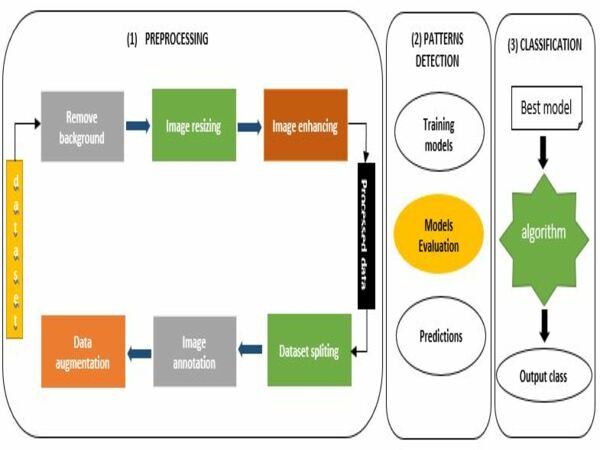 (1) PREPROCESSING
Remove
background
Image resizing
Image enhancing
dataset
Processed data
Data
augmentation
Image
annotation
Dataset spliting
(2) PATTERNS
DETECTION
Training
models
Models
Evaluation
Predictions
(3) CLASSIFICATION
Best model
algorithm
Output class